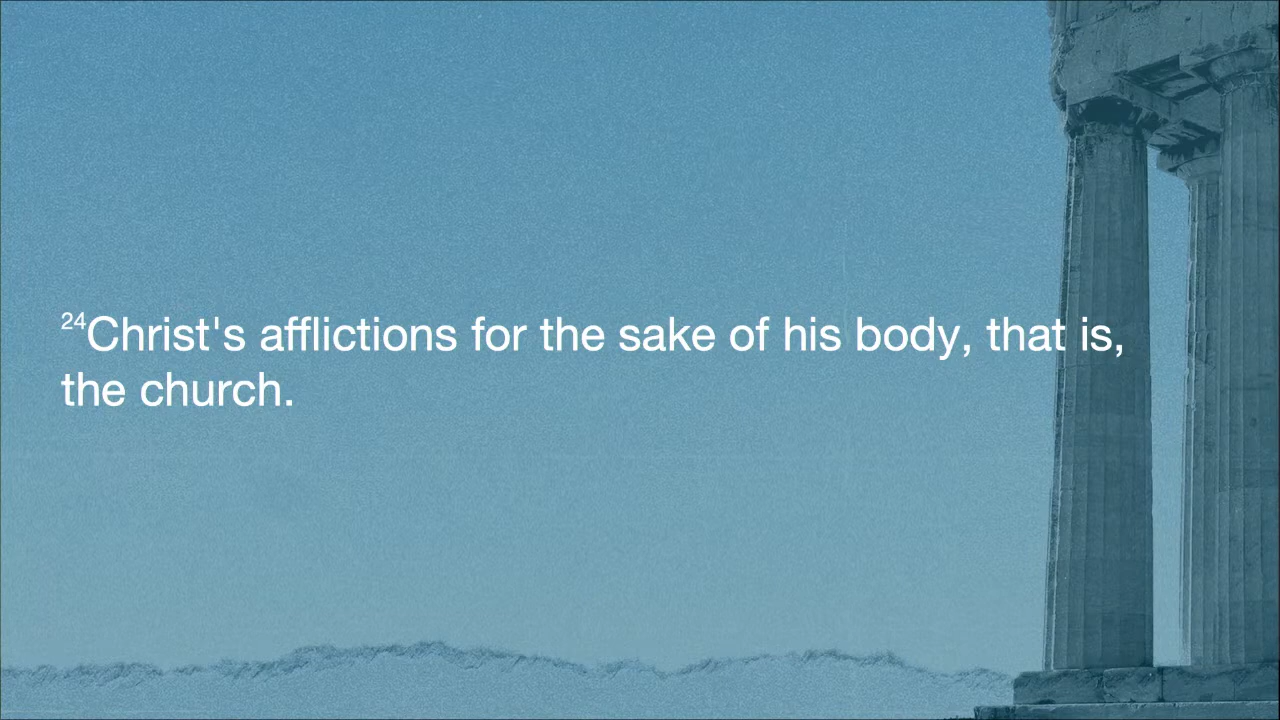 24Christ's afflictions for the sake of his body, that is,
the church.